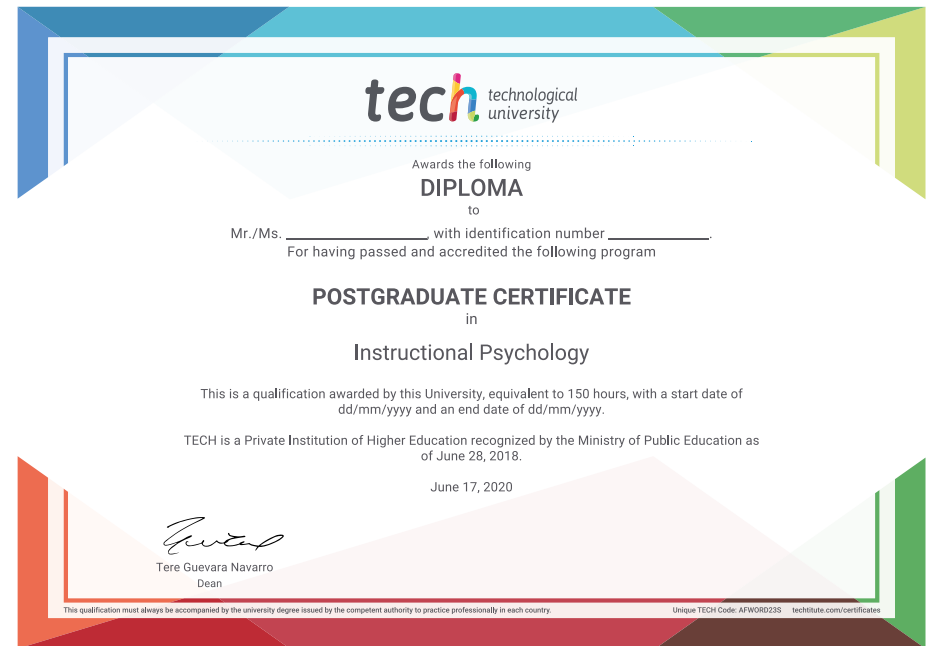 tech technological
university
Awards the following
DIPLOMA
to
Mr./Ms. ____________________, with identification number ______________.
For having passed and accredited the following program
POSTGRADUATE CERTIFICATE
in
Instructional Psychology
This is a qualification awarded by this University, equivalent to 150 hours, with a start date of
dd/mm/yyyy and an end date of dd/mm/yyyy.
TECH is a Private Institution of Higher Education recognized by the Ministry of Public Education as
of June 28, 2018.
June 17, 2020
Tere Guevara Navarro
Dean
This qualification must always be accompanied by the university degree issued by the competent authority to practice professionally in each country. Unique TECH Code: AFWORD23S techtitute.com/certificates